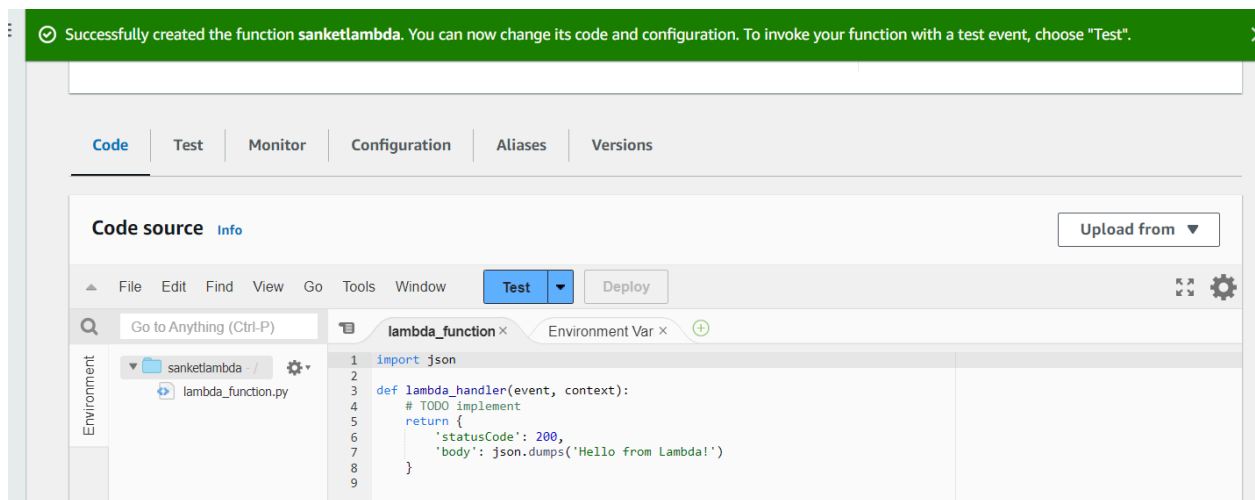 Successfully created the function sanketlambda. You can now change its code and configuration. To invoke your function with a test event, choose "Test".
Code Test Monitor Configuration Aliases Versions
Code source Info Upload from
File Edit Find View Go Tools Window Test Deploy
Go to Anything (Ctrl-P) lambda_function Environment Var
Environment
sanketlambda - /
lambda_function.py
1 import json
2
3 def lambda_handler(event, context):
4     # TODO implement
5     return {
6         'statusCode': 200,
7         'body': json.dumps('Hello from Lambda!')
8     }
9